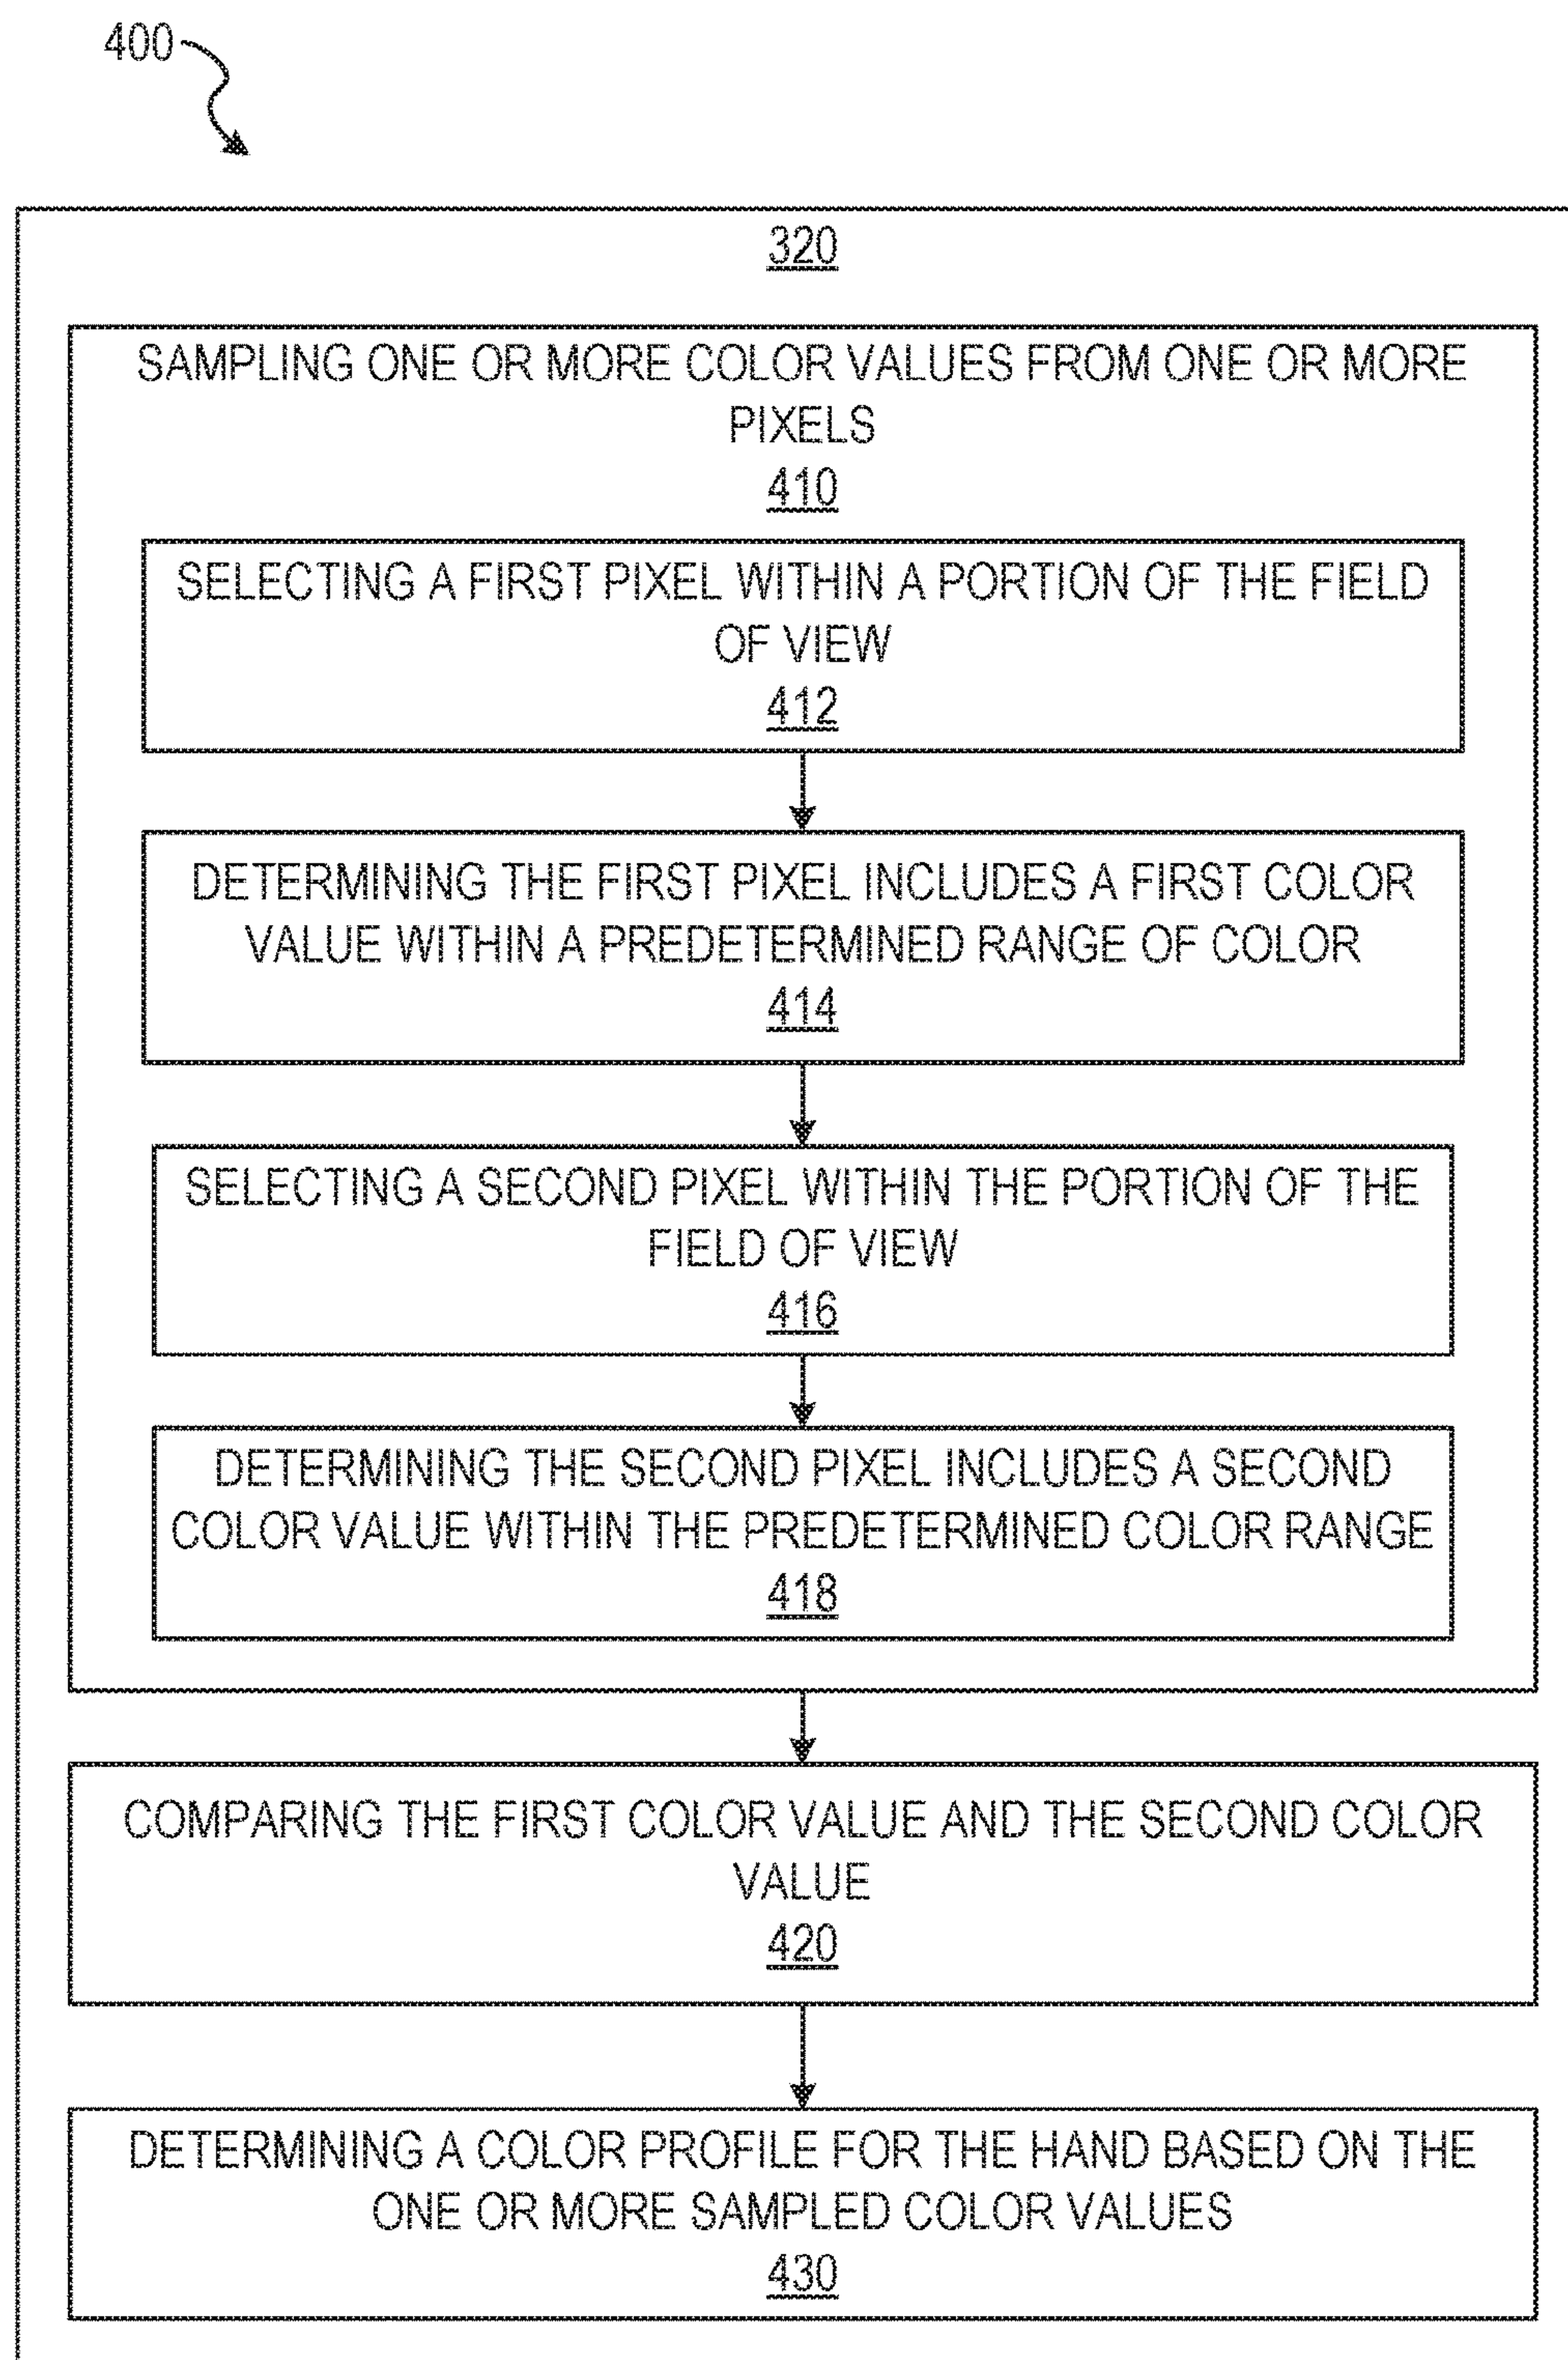 400
320
SAMPLING ONE OR MORE COLOR VALUES FROM ONE OR MORE
PIXELS
410
SELECTING A FIRST PIXEL WITHIN A PORTION OF THE FIELD
OF VIEW
412
DETERMINING THE FIRST PIXEL INCLUDES A FIRST COLOR
VALUE WITHIN A PREDETERMINED RANGE OF COLOR
414
SELECTING A SECOND PIXEL WITHIN THE PORTION OF THE
FIELD OF VIEW
416
DETERMINING THE SECOND PIXEL INCLUDES A SECOND
COLOR VALUE WITHIN THE PREDETERMINED COLOR RANGE
418
COMPARING THE FIRST COLOR VALUE AND THE SECOND COLOR
VALUE
420
DETERMINING A COLOR PROFILE FOR THE HAND BASED ON THE
ONE OR MORE SAMPLED COLOR VALUES
430